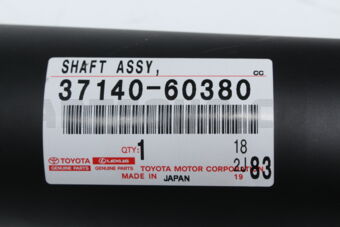 SHAFT ASSY,
CC
37140-60380
QTY: 1
18
TOYOTA LEXUS
GENUINE PARTS GENUINE PARTS
TOYOTA MOTOR CORPORATION
MADE IN JAPAN
19
83